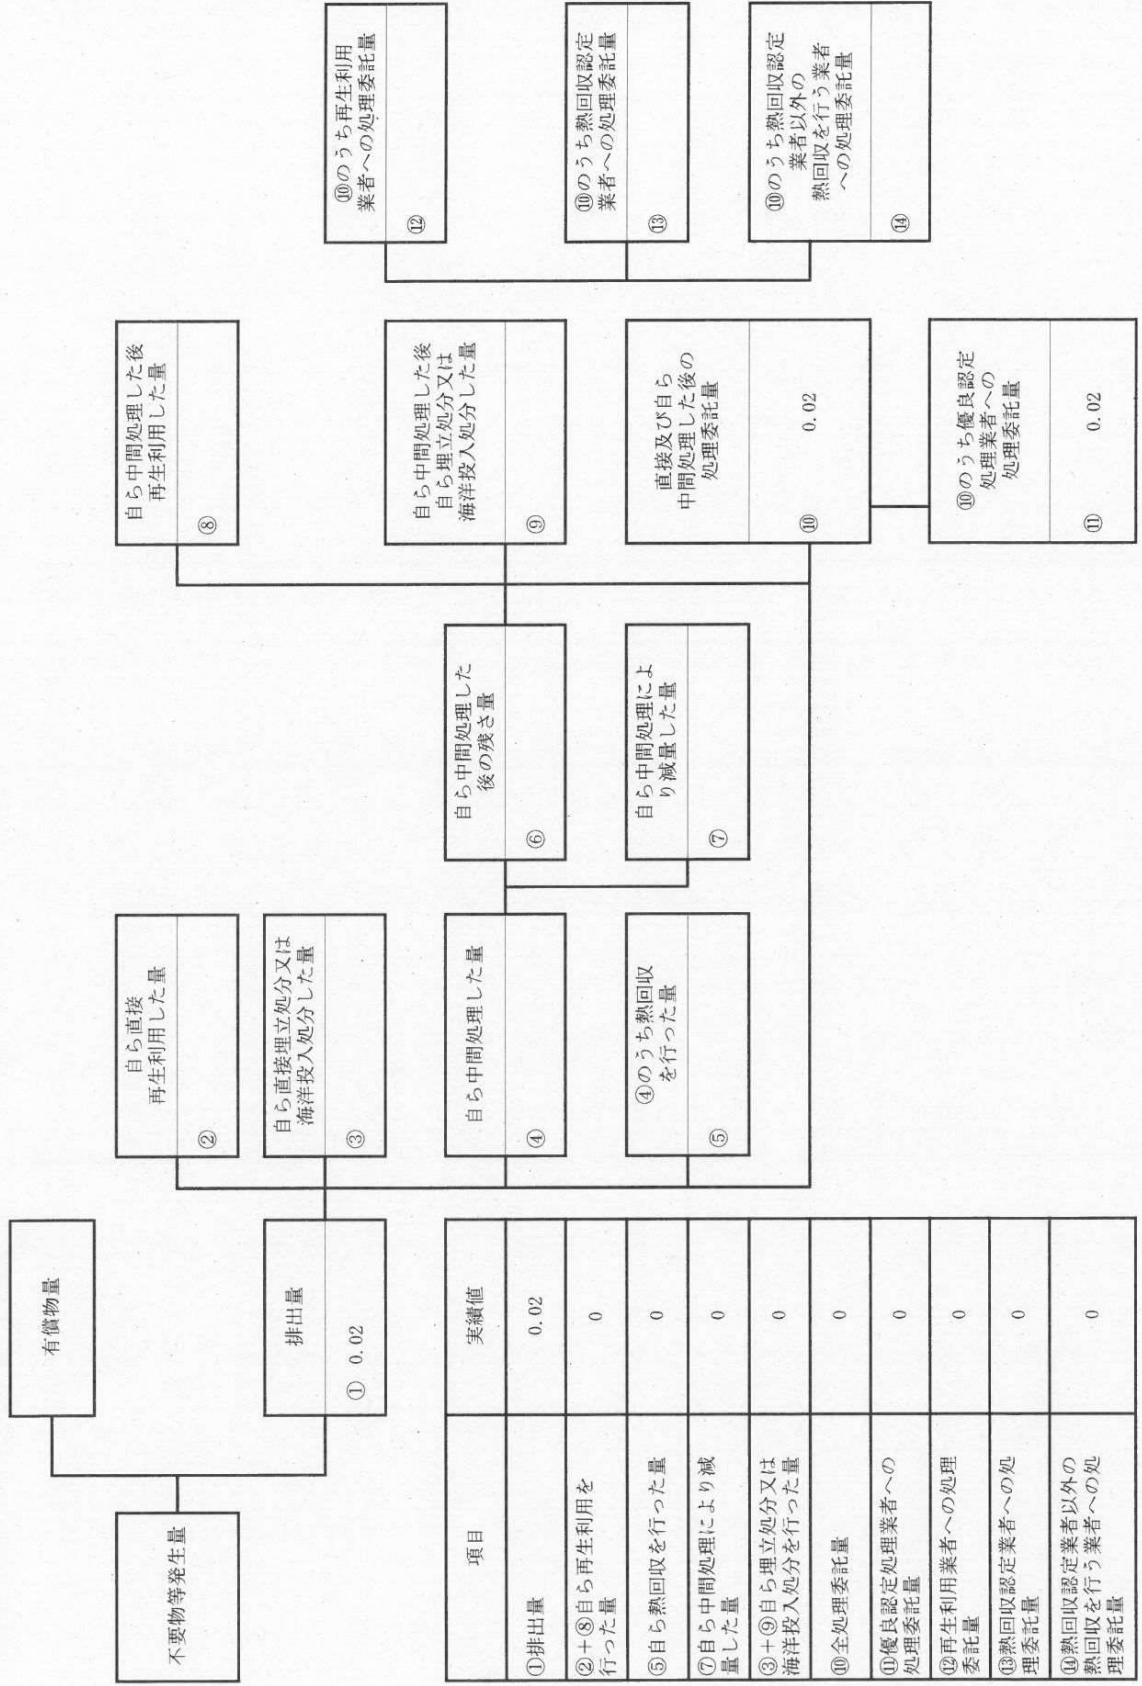 不要物等発生量
有償物量
排出量
① 0.02
自ら直接
再生利用した量
②
自ら直接埋立処分又は
海洋投入処分した量
③
自ら中間処理した量
④
④のうち熱回収
を行った量
⑤
自ら中間処理した
後の残さ量
⑥
自ら中間処理によ
り減量した量
⑦
自ら中間処理した後
再生利用した量
⑧
自ら中間処理した後
自ら埋立処分又は
海洋投入処分した量
⑨
直接及び自ら
中間処理した後の
処理委託量
⑩ 0.02
⑩のうち優良認定
処理業者への
処理委託量
⑪ 0.02
⑩のうち再生利用
業者への処理委託量
⑫
⑩のうち熱回収認定
業者への処理委託量
⑬
⑩のうち熱回収認定
業者以外の
熱回収を行う業者
への処理委託量
⑭
項目 実績値
①排出量 0.02
②+⑧自ら再生利用を
行った量 0
⑤自ら熱回収を行った量 0
⑦自ら中間処理により減
量した量 0
③+⑨自ら埋立処分又は
海洋投入処分を行った量 0
⑩全処理委託量 0
⑪優良認定処理業者への
処理委託量 0
⑫再生利用業者への処理
委託量 0
⑬熱回収認定業者への処
理委託量 0
⑭熱回収認定業者以外の
熱回収を行う業者への処
理委託量 0